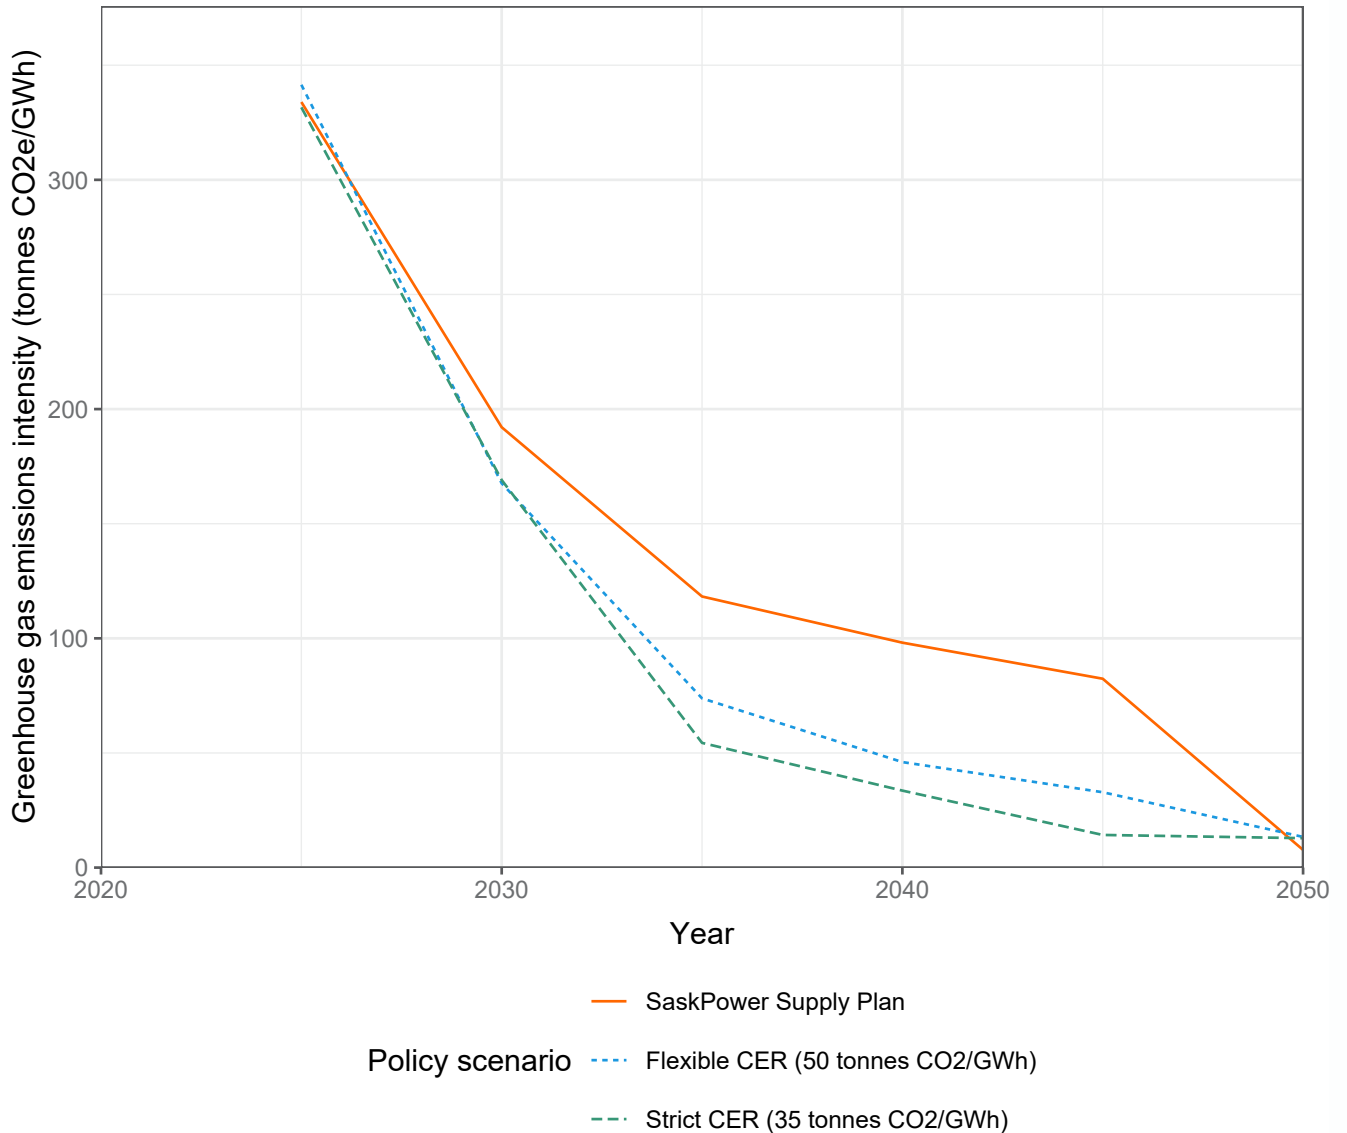 Greenhouse gas emissions intensity (tonnes CO2e/GWh)
300
200
100
0
2020
2030
2040
2050
Year
Policy scenario
SaskPower Supply Plan
Flexible CER (50 tonnes CO2/GWh)
Strict CER (35 tonnes CO2/GWh)